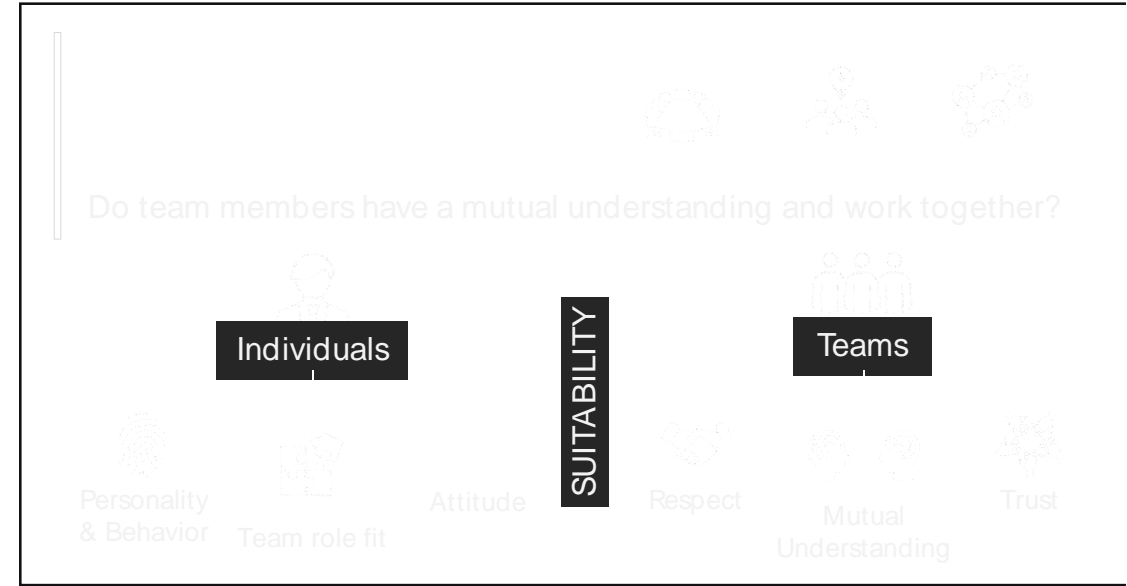 Do team members have a mutual understanding and work together?
Individuals
SUITABILITY
Teams
Personality
& Behavior
Team role fit
Attitude
Respect
Mutual
Understanding
Trust